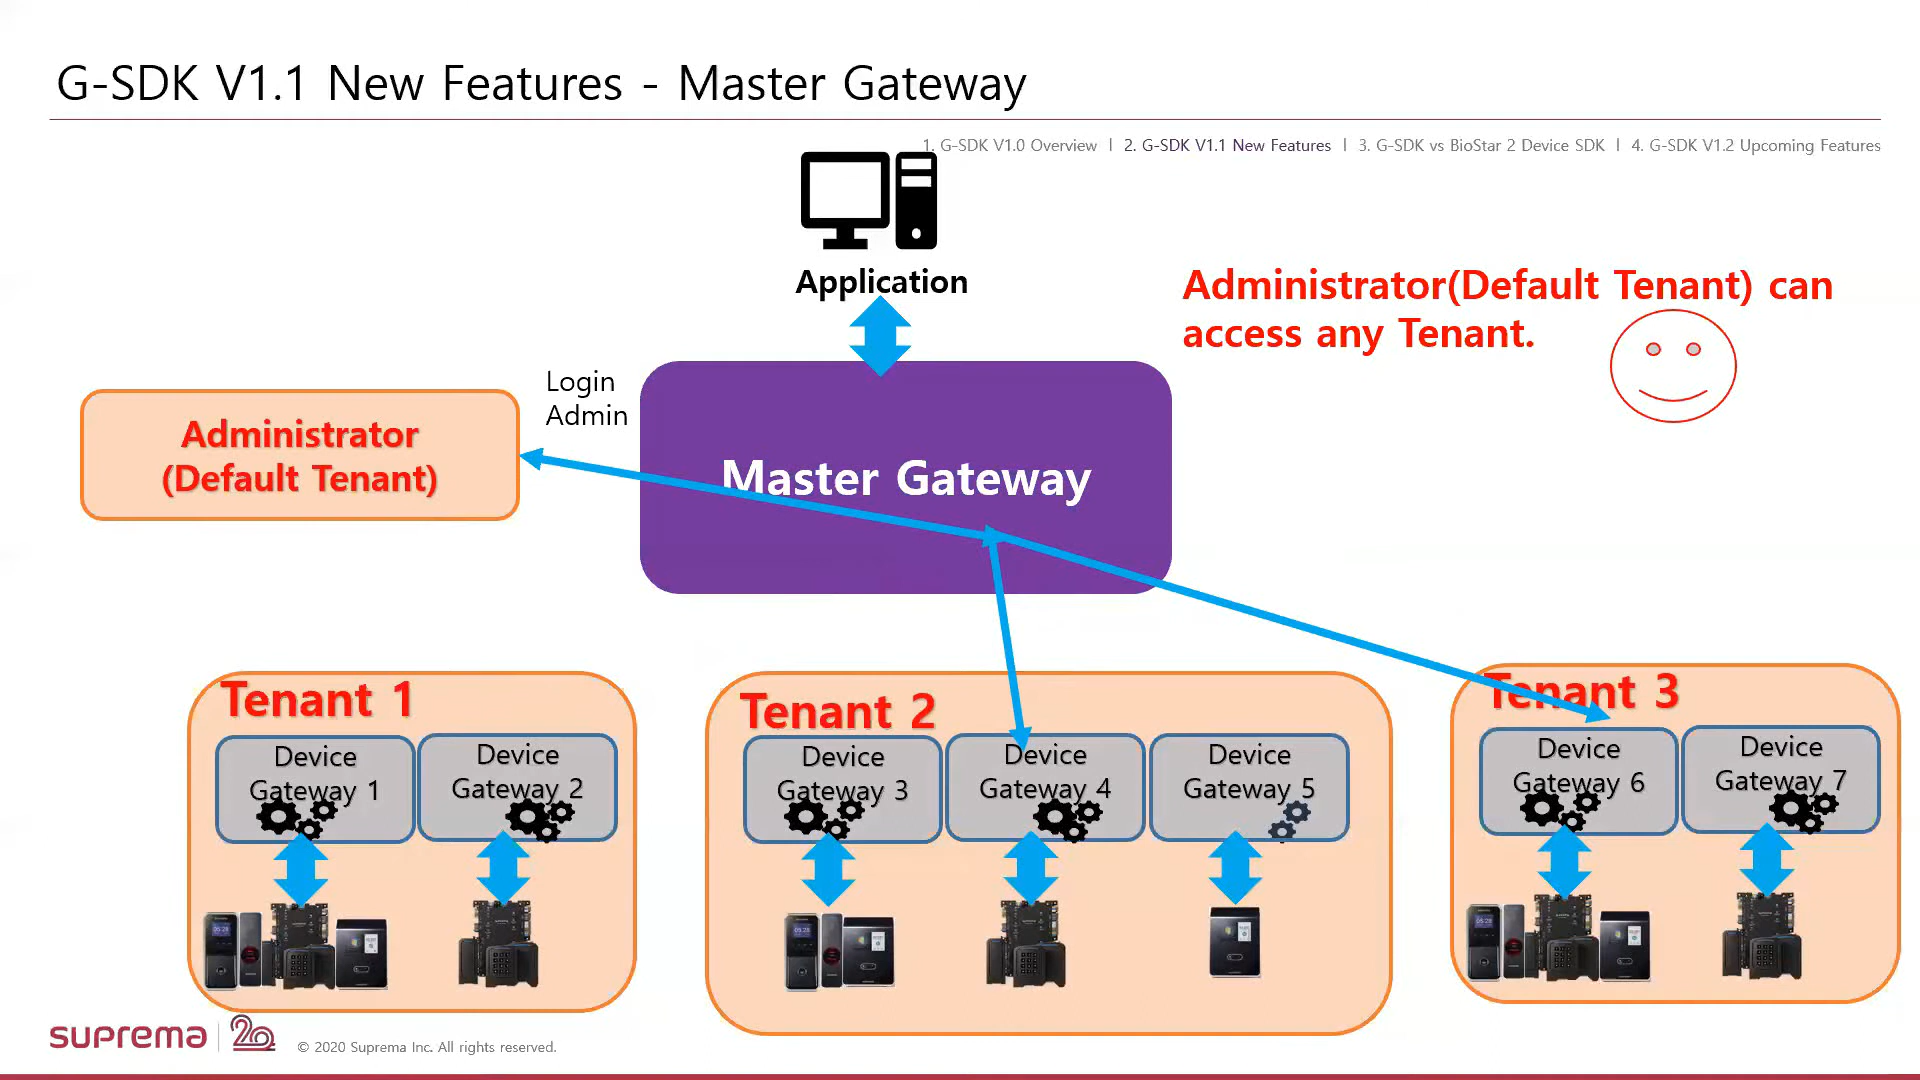 G-SDK V1.1 New Features - Master Gateway
1. G-SDK V1.0 Overview | 2. G-SDK V1.1 New Features | 3. G-SDK vs BioStar 2 Device SDK | 4. G-SDK V1.2 Upcoming Features
Application
Administrator(Default Tenant) can
access any Tenant.
Login
Admin
Administrator
(Default Tenant)
Master Gateway
Tenant 1
Device
Gateway 1
Device
Gateway 2
Tenant 2
Device
Gateway 3
Device
Gateway 4
Device
Gateway 5
Tenant 3
Device
Gateway 6
Device
Gateway 7
suprema
20
© 2020 Suprema Inc. All rights reserved.